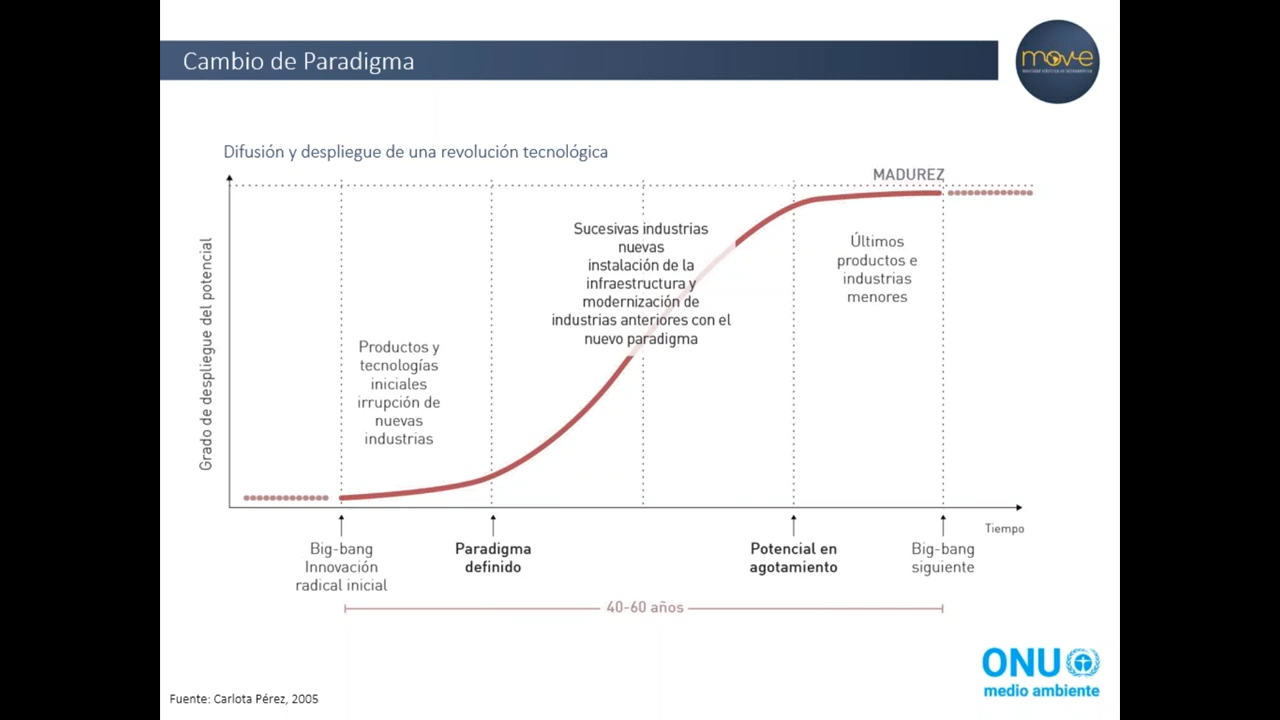 Cambio de Paradigma
move
Difusión y despliegue de una revolución tecnológica
MADUREZ
Grado de despliegue del potencial
Sucesivas industrias
nuevas
instalación de la
infraestructura y
modernización de
industrias anteriores con el
nuevo paradigma
Últimos
productos e
industrias
menores
Productos y
tecnologías
iniciales
irrupción de
nuevas
industrias
Tiempo
Big-bang
Innovación
radical inicial
Paradigma
definido
Potencial en
agotamiento
Big-bang
siguiente
40-60 años
ONU
medio ambiente
Fuente: Carlota Pérez, 2005